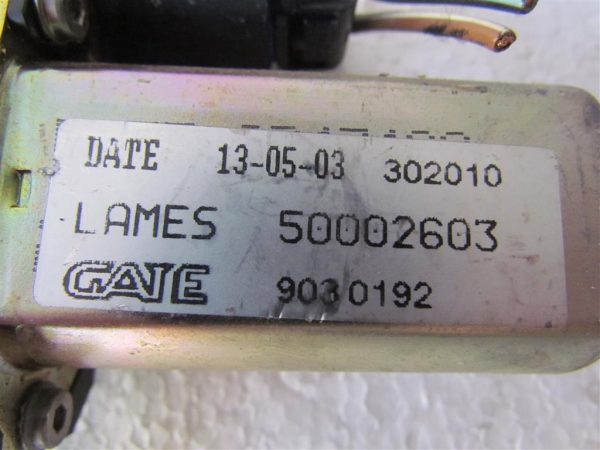 DATE 13-05-03 302010
LAMES 50002603
GATE 9030192